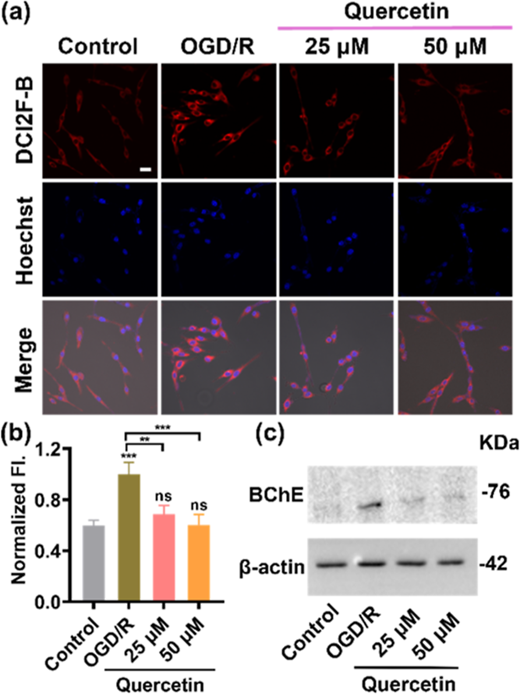 (a)
Quercetin
Control OGD/R 25 μM 50 μM
DCI2F-B
Hoechst
Merge
(b)
Normalized Fl.
1.2
0.8
0.4
0.0
***
**
***
ns
ns
Control
OGD/R
25 μM
50 μM
Quercetin
(c)
KDa
BChE
-76
β-actin
-42
Control
OGD/R
25 μM
50 μM
Quercetin